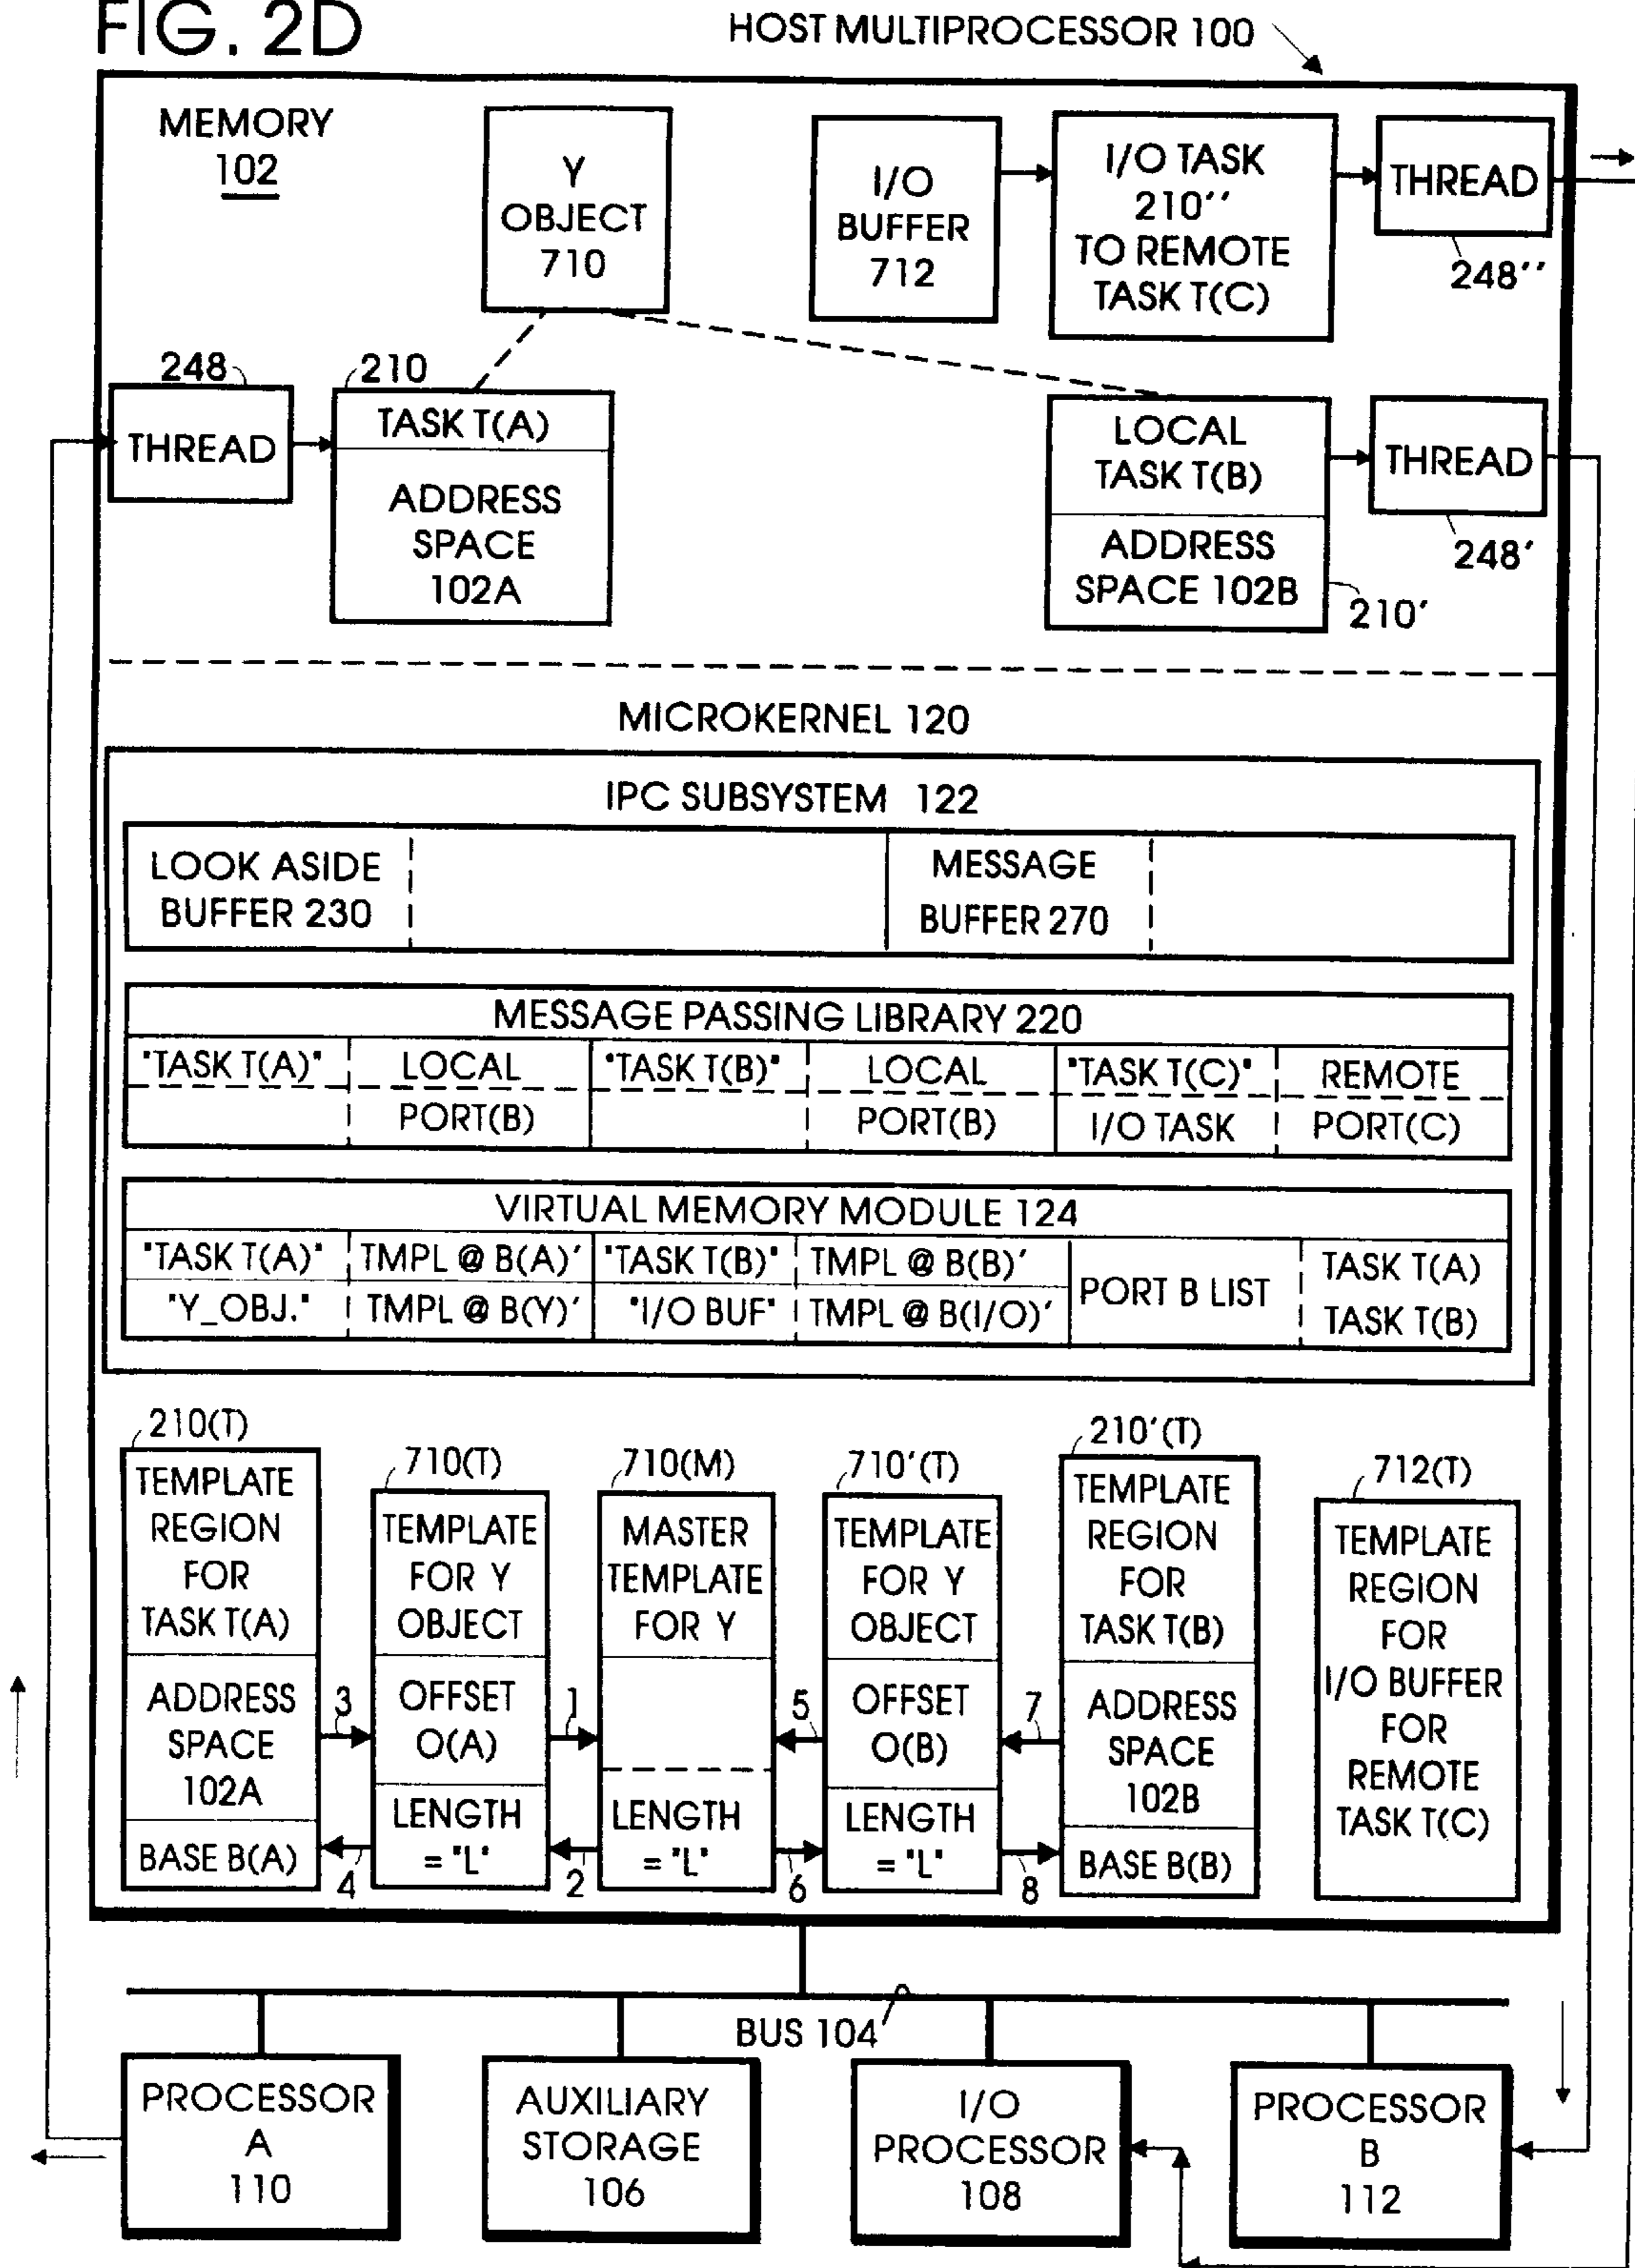 FIG. 2D
HOST MULTIPROCESSOR 100
MEMORY
102
Y
OBJECT
710
I/O
BUFFER
712
I/O TASK
210''
TO REMOTE
TASK T(C)
THREAD
248''
248
THREAD
210
TASK T(A)
ADDRESS
SPACE
102A
LOCAL
TASK T(B)
ADDRESS
SPACE 102B
210'
THREAD
248'
MICROKERNEL 120
IPC SUBSYSTEM 122
LOOK ASIDE
BUFFER 230
MESSAGE
BUFFER 270
MESSAGE PASSING LIBRARY 220
"TASK T(A)" LOCAL "TASK T(B)" LOCAL "TASK T(C)" REMOTE
PORT(B) PORT(B) I/O TASK PORT(C)
VIRTUAL MEMORY MODULE 124
"TASK T(A)" TMPL @ B(A)' "TASK T(B)" TMPL @ B(B)'
"Y_OBJ." TMPL @ B(Y)' "I/O BUF" TMPL @ B(I/O)'
PORT B LIST
TASK T(A)
TASK T(B)
210(T)
TEMPLATE
REGION
FOR
TASK T(A)
ADDRESS
SPACE
102A
BASE B(A)
3
4
710(T)
TEMPLATE
FOR Y
OBJECT
OFFSET
O(A)
LENGTH
= "L"
1
2
710(M)
MASTER
TEMPLATE
FOR Y
LENGTH
= "L"
5
6
710'(T)
TEMPLATE
FOR Y
OBJECT
OFFSET
O(B)
LENGTH
= "L"
7
8
210'(T)
TEMPLATE
REGION
FOR
TASK T(B)
ADDRESS
SPACE
102B
BASE B(B)
712(T)
TEMPLATE
REGION
FOR
I/O BUFFER
FOR
REMOTE
TASK T(C)
BUS 104
PROCESSOR
A
110
AUXILIARY
STORAGE
106
I/O
PROCESSOR
108
PROCESSOR
B
112